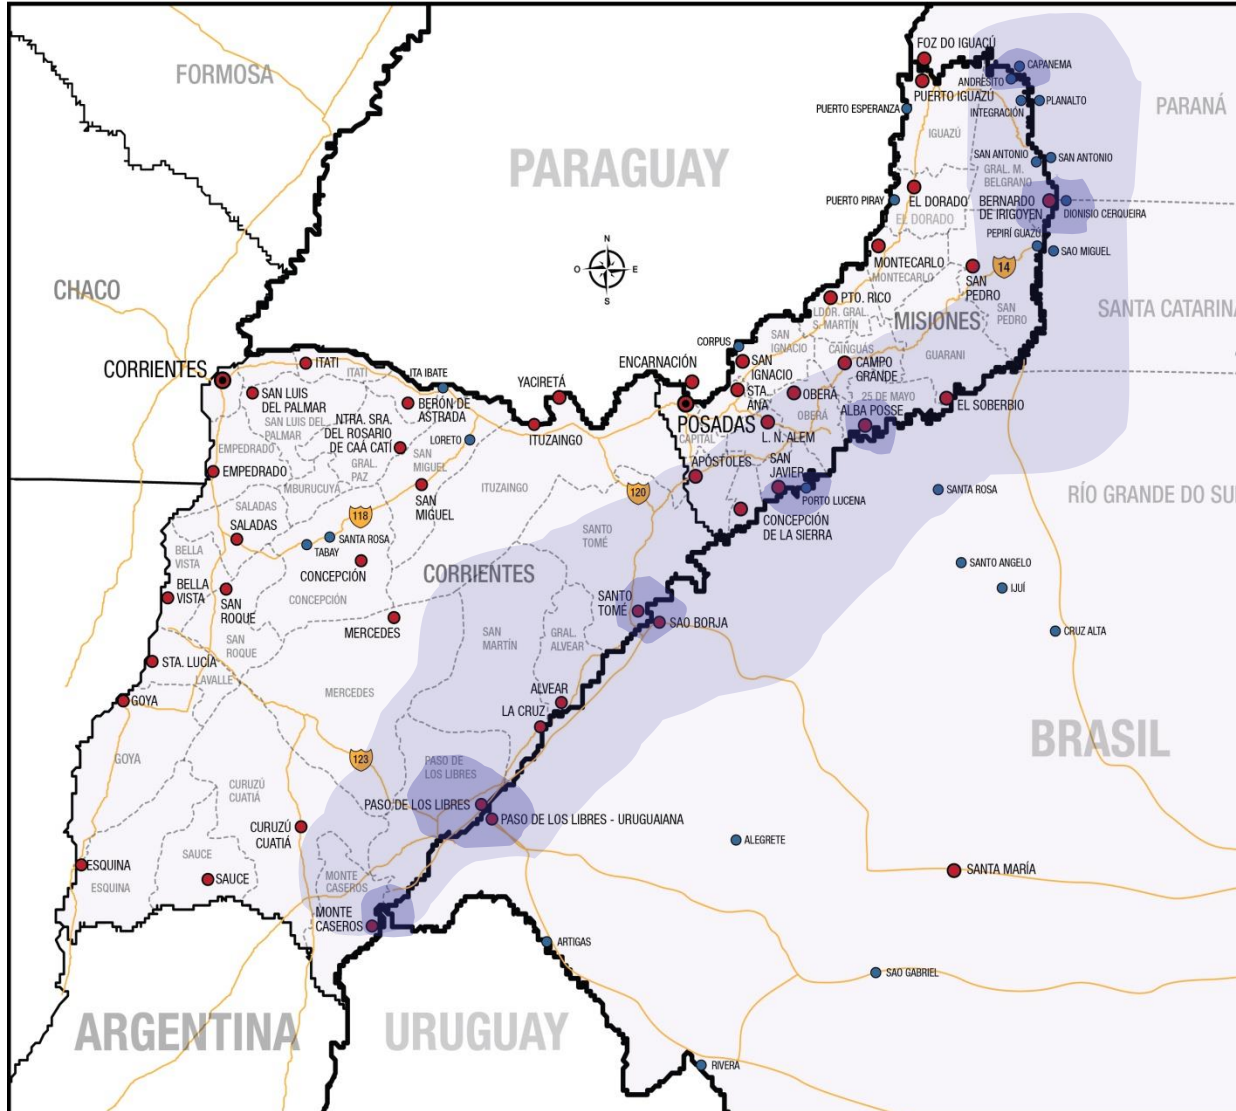 FORMOSA
FOZ DO IGUAÇÚ
CAPANEMA
ANDRESITO
PUERTO IGUAZÚ
INTEGRACIÓN
PLANALTO
PARANÁ
PUERTO ESPERANZA
IGUAZÚ
PARAGUAY
SAN ANTONIO
SAN ANTONIO
GRAL. M.
BELGRANO
EL DORADO
BERNARDO
DE IRIGOYEN
PUERTO PIRAY
DIONISIO CERQUEIRA
EL DORADO
PEPIRÍ GUAZÚ
SAO MIGUEL
N
O
E
S
MONTECARLO
MONTECARLO
14
SAN
PEDRO
CHACO
PTO. RICO
LDOR. GRAL.
S. MARTÍN
MISIONES
SAN
PEDRO
SANTA CATARINA
CORPUS
SAN
IGNACIO
CAINGUÁS
GUARANI
CORRIENTES
ITATI
ITATI
ITA IBATE
ENCARNACIÓN
SAN
IGNACIO
CAMPO
GRANDE
SAN LUIS
DEL PALMAR
SAN LUIS DEL
PALMAR
BERÓN DE
ASTRADA
YACIRETÁ
STA.
ANA
OBERÁ
OBERÁ
25 DE MAYO
EL SOBERBIO
NTRA. SRA.
DEL ROSARIO
DE CAÁ CATÍ
POSADAS
ALBA POSSE
EMPEDRADO
LORETO
ITUZAINGO
CAPITAL
L. N. ALEM
EMPEDRADO
GRAL.
PAZ
SAN
MIGUEL
APÓSTOLES
SAN
JAVIER
MBURUCUYA
ITUZAINGO
120
PORTO LUCENA
SANTA ROSA
RÍO GRANDE DO SU
SALADAS
SALADAS
118
SAN
MIGUEL
CONCEPCIÓN
DE LA SIERRA
SANTO
TOMÉ
SANTA ROSA
TABAY
BELLA
VISTA
CONCEPCIÓN
CORRIENTES
SANTO ANGELO
BELLA
VISTA
SAN
ROQUE
CONCEPCIÓN
IJUÍ
SANTO
TOMÉ
MERCEDES
SAO BORJA
CRUZ ALTA
SAN
ROQUE
SAN
MARTÍN
GRAL.
ALVEAR
STA. LUCÍA
LAVALLE
MERCEDES
ALVEAR
GOYA
LA CRUZ
BRASIL
GOYA
123
PASO DE
LOS LIBRES
CURUZÚ
CUATIÁ
PASO DE LOS LIBRES
PASO DE LOS LIBRES - URUGUAIANA
CURUZÚ
CUATIÁ
ALEGRETE
SAUCE
ESQUINA
ESQUINA
SAUCE
MONTE
CASEROS
SANTA MARÍA
MONTE
CASEROS
ARTIGAS
SAO GABRIEL
ARGENTINA
URUGUAY
RIVERA